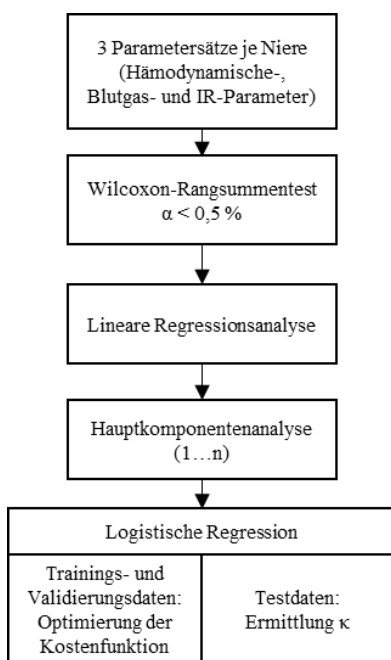 3 Parametersätze je Niere
(Hämodynamische-,
Blutgas- und IR-Parameter)
Wilcoxon-Rangsummentest
α < 0,5 %
Lineare Regressionsanalyse
Hauptkomponentenanalyse
(1…n)
Logistische Regression
Trainings- und
Validierungsdaten:
Optimierung der
Kostenfunktion
Testdaten:
Ermittlung κ